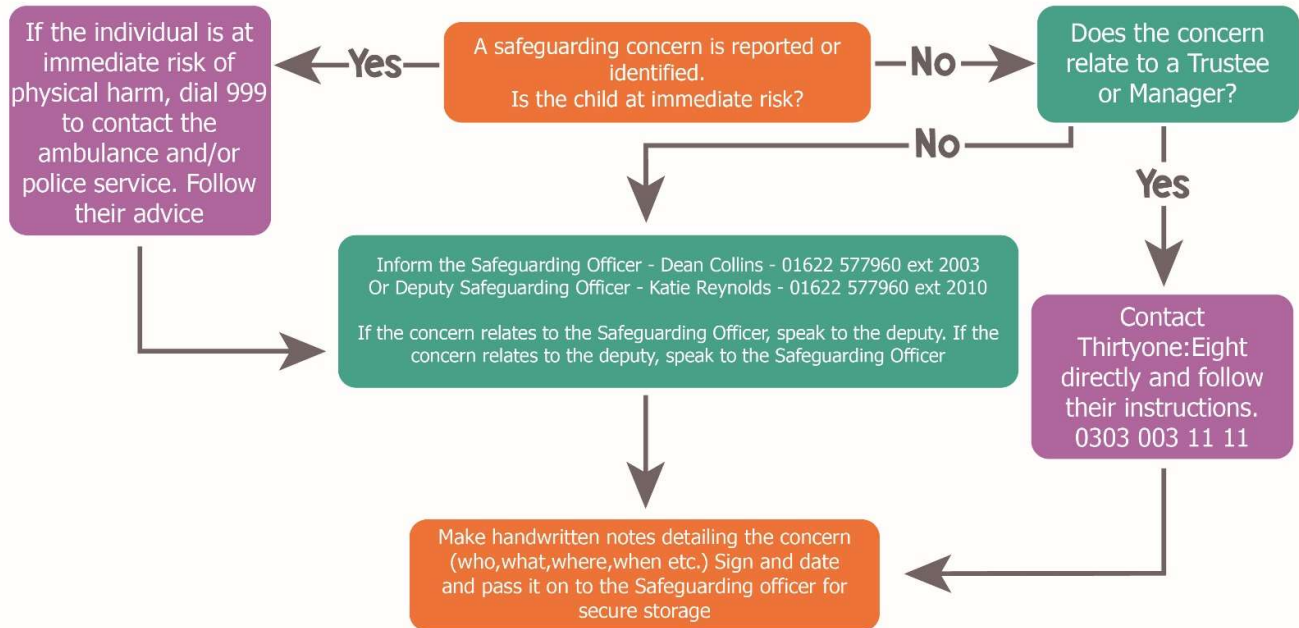 If the individual is at
immediate risk of
physical harm, dial 999
to contact the
ambulance and/or
police service. Follow
their advice
Yes
A safeguarding concern is reported or
identified.
Is the child at immediate risk?
No
Does the concern
relate to a Trustee
or Manager?
No
Yes
Inform the Safeguarding Officer - Dean Collins - 01622 577960 ext 2003
Or Deputy Safeguarding Officer - Katie Reynolds - 01622 577960 ext 2010
If the concern relates to the Safeguarding Officer, speak to the deputy. If the
concern relates to the deputy, speak to the Safeguarding Officer
Contact
Thirtyone:Eight
directly and follow
their instructions.
0303 003 11 11
Make handwritten notes detailing the concern
(who,what,where,when etc.) Sign and date
and pass it on to the Safeguarding officer for
secure storage